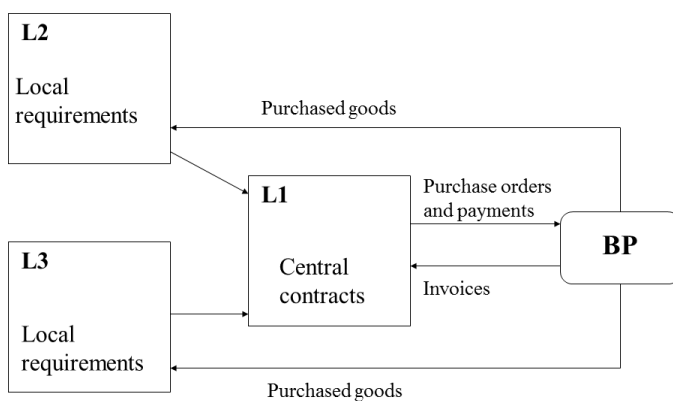 L2
Local
requirements
Purchased goods
L1
Central
contracts
Purchase orders
and payments
BP
Invoices
L3
Local
requirements
Purchased goods